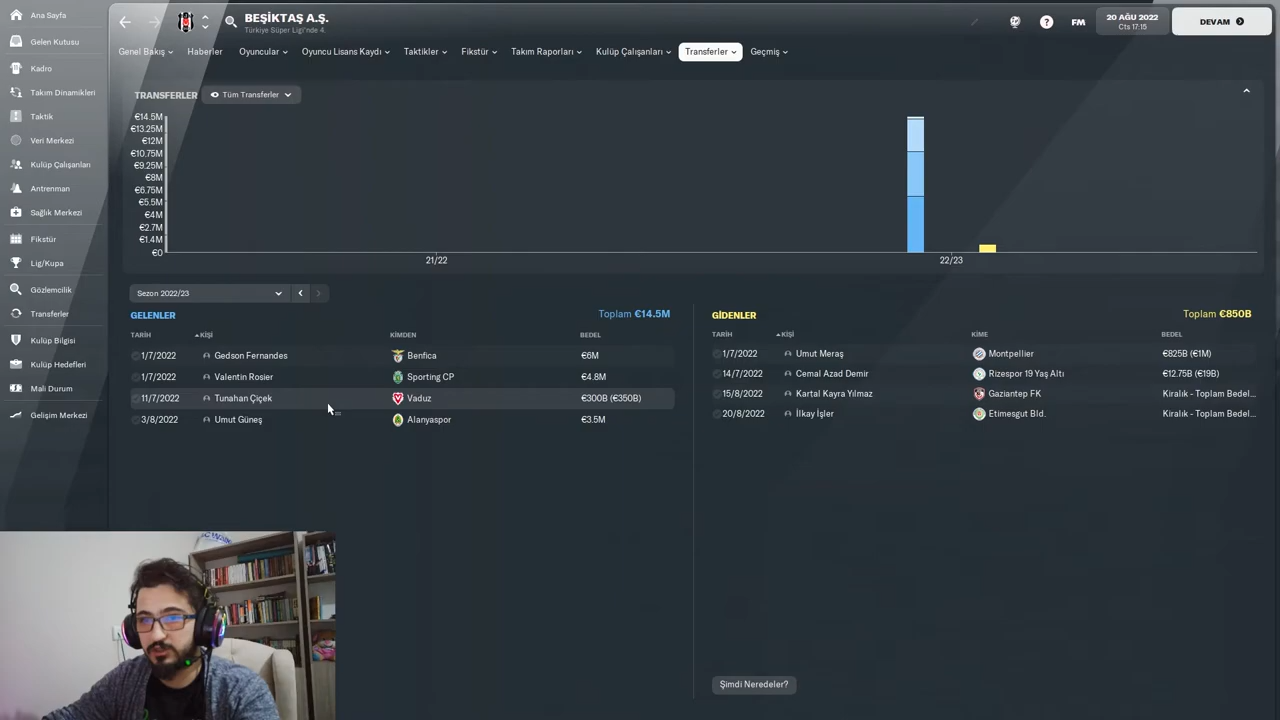 Ana Sayfa
Gelen Kutusu
Kadro
Takım Dinamikleri
Taktik
Veri Merkezi
Kulüp Çalışanları
Antrenman
Sağlık Merkezi
Fikstür
Lig/Kupa
Gözlemcilik
Transferler
Kulüp Bilgisi
Kulüp Hedefleri
Mali Durum
Gelişim Merkezi
BEŞİKTAŞ A.Ş.
Türkiye Süper Ligi'nde 4.
FM
20 AĞU 2022
Cts 17:15
DEVAM
Genel Bakış Haberler Oyuncular Oyuncu Lisans Kaydı Taktikler Fikstür Takım Raporları Kulüp Çalışanları Transferler Geçmiş
TRANSFERLER Tüm Transferler
€14.5M
€13.25M
€12M
€10.75M
€9.25M
€8M
€6.75M
€5.5M
€4M
€2.7M
€1.4M
€0
21/22 22/23
Sezon 2022/23
GELENLER Toplam €14.5M
TARİH KİŞİ KİMDEN BEDEL
1/7/2022 Gedson Fernandes Benfica €6M
1/7/2022 Valentin Rosier Sporting CP €4.8M
11/7/2022 Tunahan Çiçek Vaduz €300B (€350B)
3/8/2022 Umut Güneş Alanyaspor €3.5M
GİDENLER Toplam €850B
TARİH KİŞİ KİME BEDEL
1/7/2022 Umut Meraş Montpellier €825B (€1M)
14/7/2022 Cemal Azad Demir Rizespor 19 Yaş Altı €12.75B (€19B)
15/8/2022 Kartal Kayra Yılmaz Gaziantep FK Kiralık - Toplam Bedel...
20/8/2022 İlkay İşler Etimesgut Bld. Kiralık - Toplam Bedel...
Şimdi Neredeler?